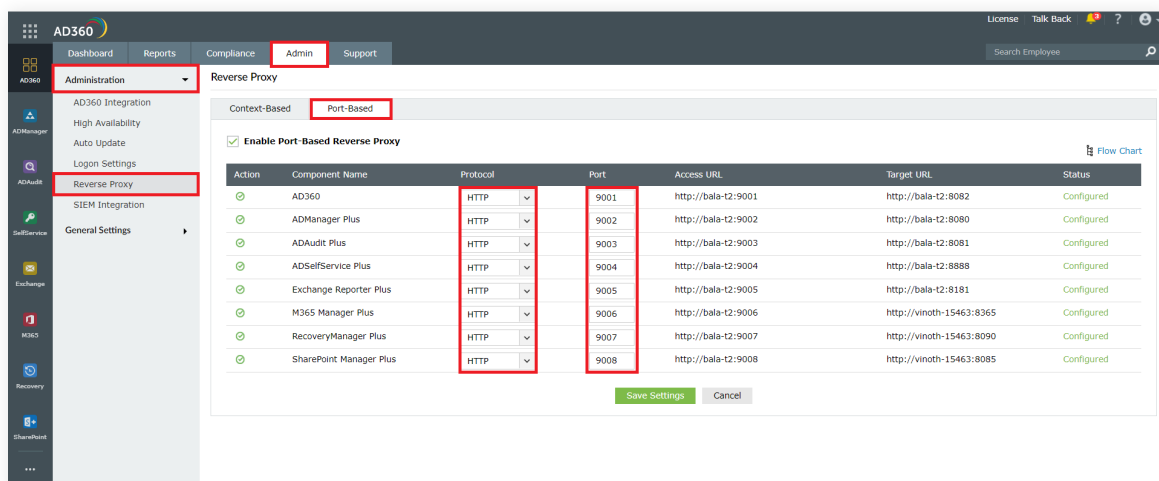 License Talk Back 3 ?
AD360
Dashboard Reports Compliance Admin Support Search Employee
AD360
ADManager
ADAudit
SelfService
Exchange
M365
Recovery
SharePoint
...
Administration
AD360 Integration
High Availability
Auto Update
Logon Settings
Reverse Proxy
SIEM Integration
General Settings
Reverse Proxy
Context-Based Port-Based
Enable Port-Based Reverse Proxy
Flow Chart
Action Component Name Protocol Port Access URL Target URL Status
AD360 HTTP 9001 http://bala-t2:9001 http://bala-t2:8082 Configured
ADManager Plus HTTP 9002 http://bala-t2:9002 http://bala-t2:8080 Configured
ADAudit Plus HTTP 9003 http://bala-t2:9003 http://bala-t2:8081 Configured
ADSelfService Plus HTTP 9004 http://bala-t2:9004 http://bala-t2:8888 Configured
Exchange Reporter Plus HTTP 9005 http://bala-t2:9005 http://bala-t2:8181 Configured
M365 Manager Plus HTTP 9006 http://bala-t2:9006 http://vinoth-15463:8365 Configured
RecoveryManager Plus HTTP 9007 http://bala-t2:9007 http://vinoth-15463:8090 Configured
SharePoint Manager Plus HTTP 9008 http://bala-t2:9008 http://vinoth-15463:8085 Configured
Save Settings Cancel